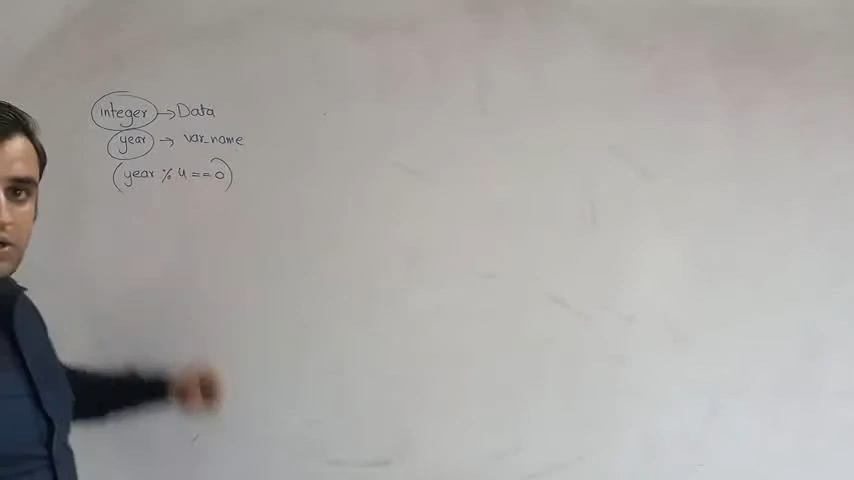 integer → Data
year → var_name
(year % 4 == 0)